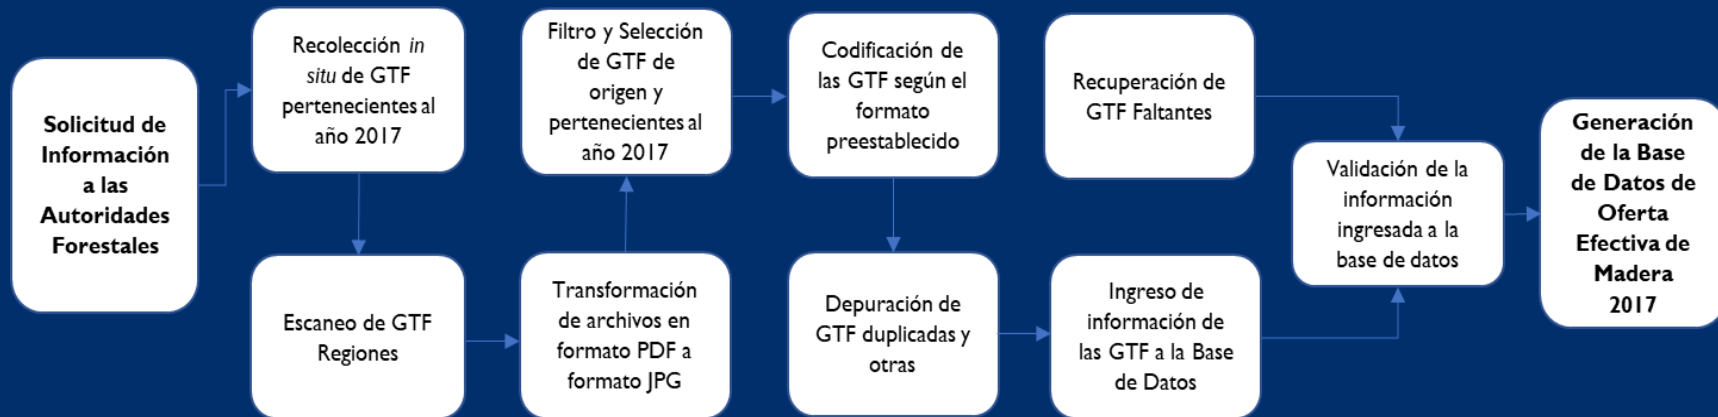 Solicitud de
Información
a las
Autoridades
Forestales
Recolección in
situ de GTF
pertenecientes al
año 2017
Escaneo de GTF
Regiones
Transformación
de archivos en
formato PDF a
formato JPG
Filtro y Selección
de GTF de
origen y
pertenecientes al
año 2017
Codificación de
las GTF según el
formato
preestablecido
Depuración de
GTF duplicadas y
otras
Ingreso de
información de
las GTF a la Base
de Datos
Recuperación de
GTF Faltantes
Validación de la
información
ingresada a la
base de datos
Generación
de la Base
de Datos de
Oferta
Efectiva de
Madera
2017